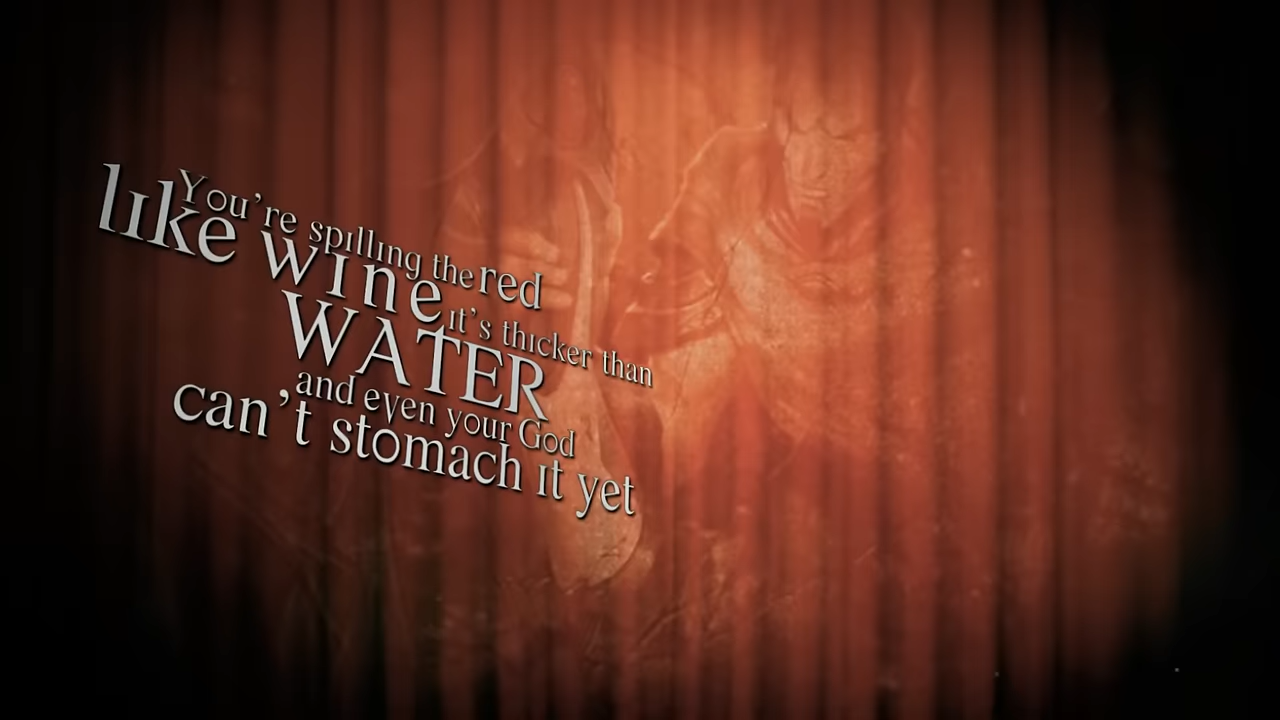 You're spilling the red
like wine it's thicker than
WATER
and even your God
can't stomach it yet